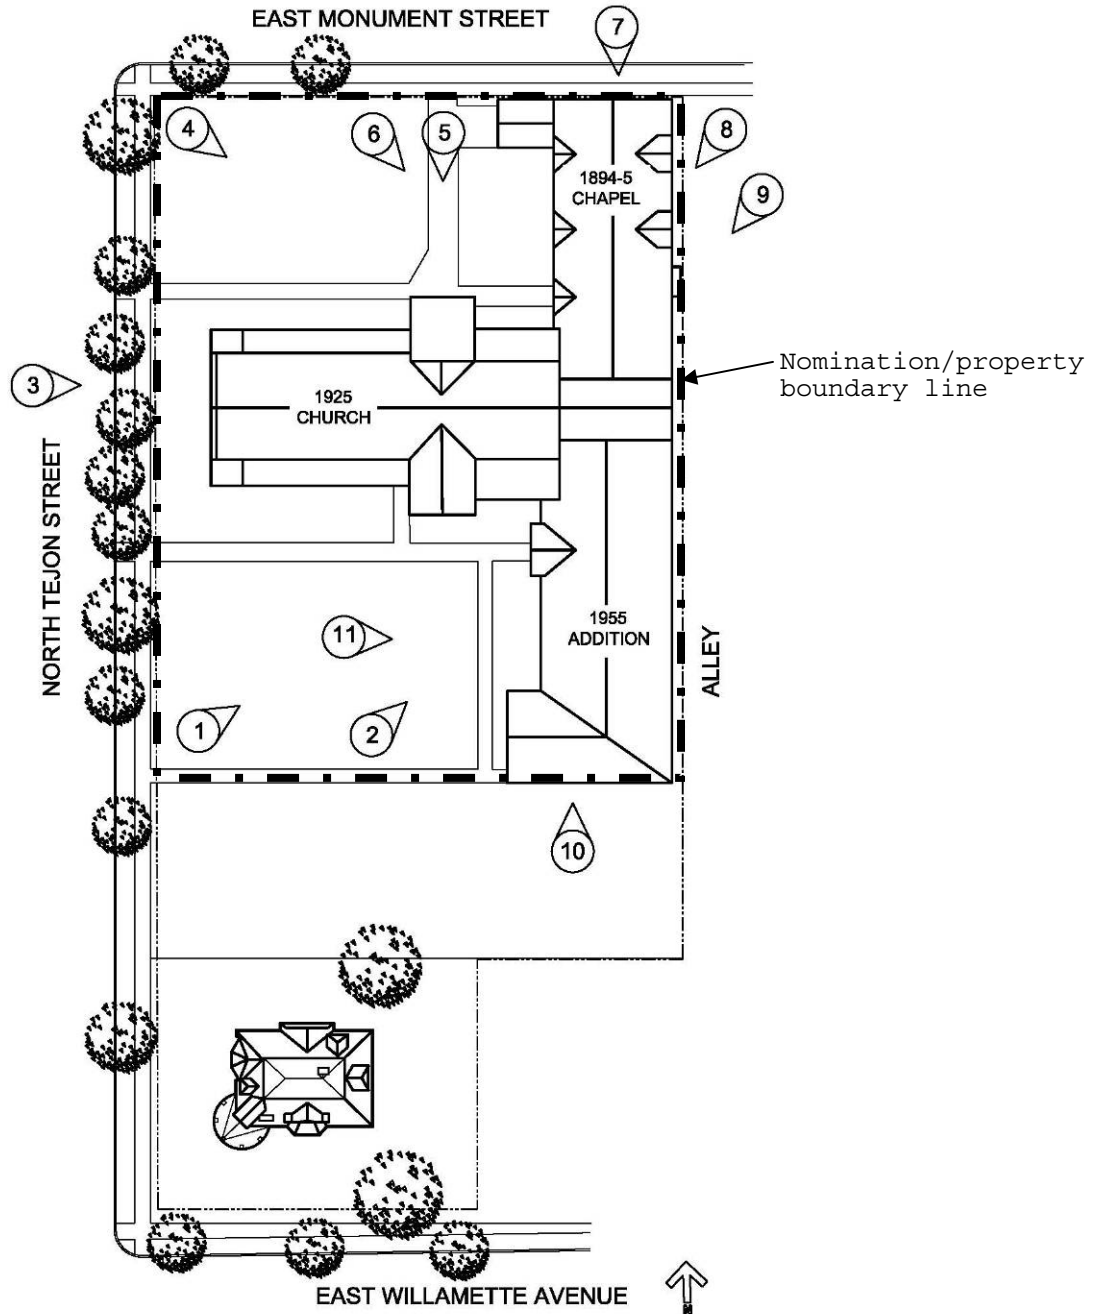 EAST MONUMENT STREET
7
4
6
5
8
1894-5
CHAPEL
9
3
1925
CHURCH
Nomination/property
boundary line
NORTH TEJON STREET
11
1955
ADDITION
ALLEY
1
2
10
EAST WILLAMETTE AVENUE
N